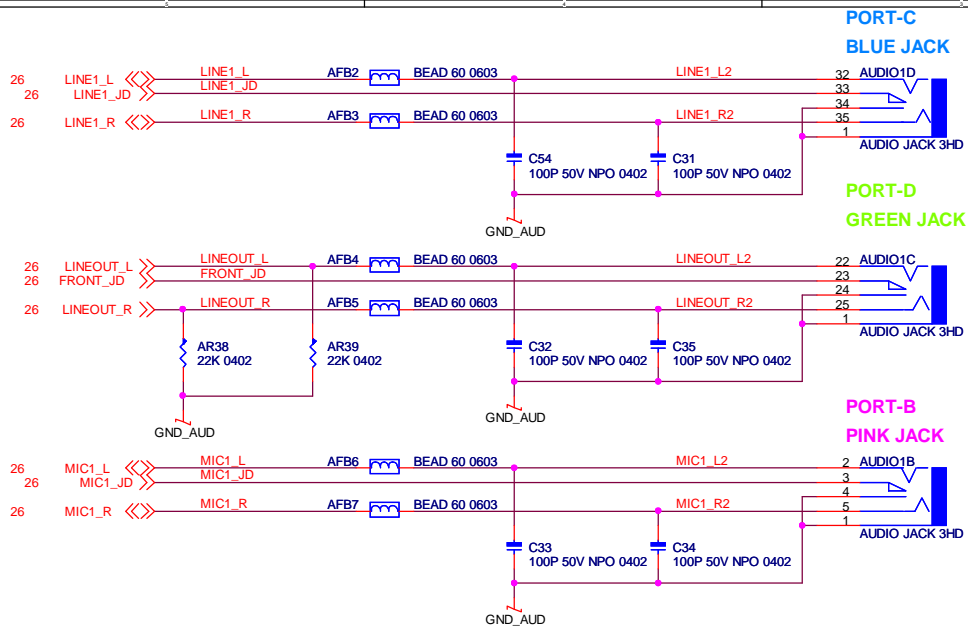 5 4 3
PORT-C
BLUE JACK
26 LINE1_L LINE1_L AFB2 BEAD 60 0603 LINE1_L2 32 AUDIO1D
26 LINE1_JD LINE1_JD 33
34
26 LINE1_R LINE1_R AFB3 BEAD 60 0603 LINE1_R2 35
1
AUDIO JACK 3HD
C54 C31
100P 50V NPO 0402 100P 50V NPO 0402
GND_AUD
PORT-D
GREEN JACK
26 LINEOUT_L LINEOUT_L AFB4 BEAD 60 0603 LINEOUT_L2 22 AUDIO1C
26 FRONT_JD FRONT_JD 23
24
26 LINEOUT_R LINEOUT_R AFB5 BEAD 60 0603 LINEOUT_R2 25
1
AUDIO JACK 3HD
AR38 AR39 C32 C35
22K 0402 22K 0402 100P 50V NPO 0402 100P 50V NPO 0402
GND_AUD GND_AUD
PORT-B
PINK JACK
26 MIC1_L MIC1_L AFB6 BEAD 60 0603 MIC1_L2 2 AUDIO1B
26 MIC1_JD MIC1_JD 3
4
26 MIC1_R MIC1_R AFB7 BEAD 60 0603 MIC1_R2 5
1
AUDIO JACK 3HD
C33 C34
100P 50V NPO 0402 100P 50V NPO 0402
GND_AUD